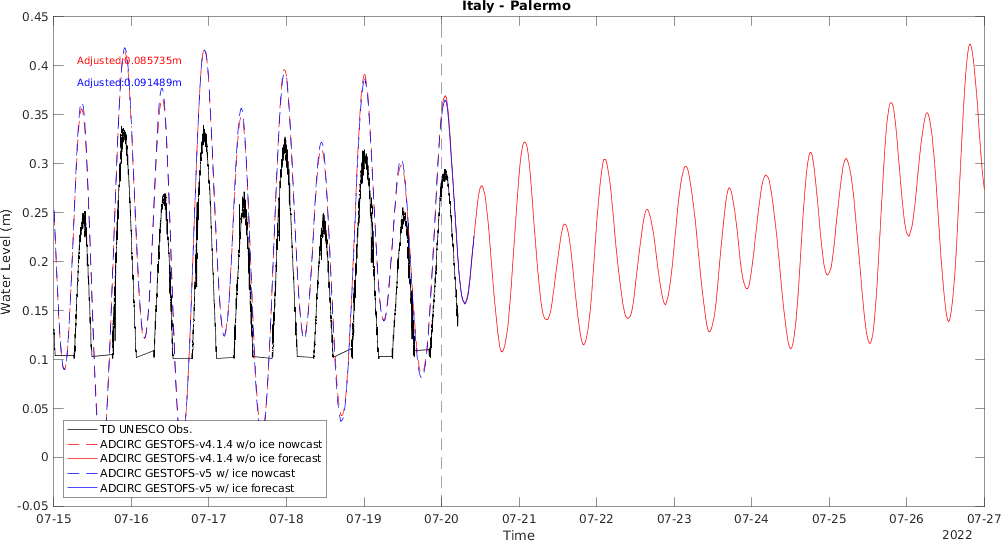 Italy - Palermo
Adjusted:0.085735m
Adjusted:0.091489m
Water Level (m)
0.45
0.4
0.35
0.3
0.25
0.2
0.15
0.1
0.05
0
-0.05
TD UNESCO Obs.
ADCIRC GESTOFS-v4.1.4 w/o ice nowcast
ADCIRC GESTOFS-v4.1.4 w/o ice forecast
ADCIRC GESTOFS-v5 w/ ice nowcast
ADCIRC GESTOFS-v5 w/ ice forecast
07-15 07-16 07-17 07-18 07-19 07-20 07-21 07-22 07-23 07-24 07-25 07-26 07-27
Time
2022